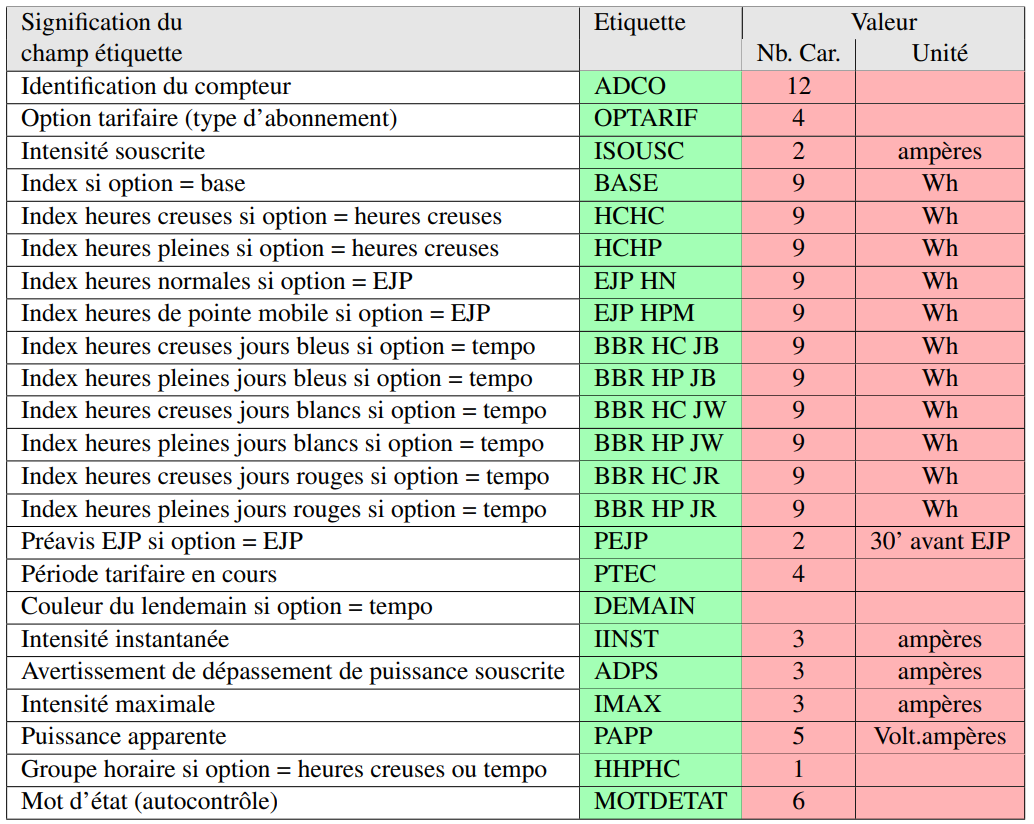 Signification du Etiquette Valeur
champ étiquette Nb. Car. Unité
Identification du compteur ADCO 12
Option tarifaire (type d’abonnement) OPTARIF 4
Intensité souscrite ISOUSC 2 ampères
Index si option = base BASE 9 Wh
Index heures creuses si option = heures creuses HCHC 9 Wh
Index heures pleines si option = heures creuses HCHP 9 Wh
Index heures normales si option = EJP EJP HN 9 Wh
Index heures de pointe mobile si option = EJP EJP HPM 9 Wh
Index heures creuses jours bleus si option = tempo BBR HC JB 9 Wh
Index heures pleines jours bleus si option = tempo BBR HP JB 9 Wh
Index heures creuses jours blancs si option = tempo BBR HC JW 9 Wh
Index heures pleines jours blancs si option = tempo BBR HP JW 9 Wh
Index heures creuses jours rouges si option = tempo BBR HC JR 9 Wh
Index heures pleines jours rouges si option = tempo BBR HP JR 9 Wh
Préavis EJP si option = EJP PEJP 2 30’ avant EJP
Période tarifaire en cours PTEC 4
Couleur du lendemain si option = tempo DEMAIN
Intensité instantanée IINST 3 ampères
Avertissement de dépassement de puissance souscrite ADPS 3 ampères
Intensité maximale IMAX 3 ampères
Puissance apparente PAPP 5 Volt.ampères
Groupe horaire si option = heures creuses ou tempo HHPHC 1
Mot d’état (autocontrôle) MOTDETAT 6